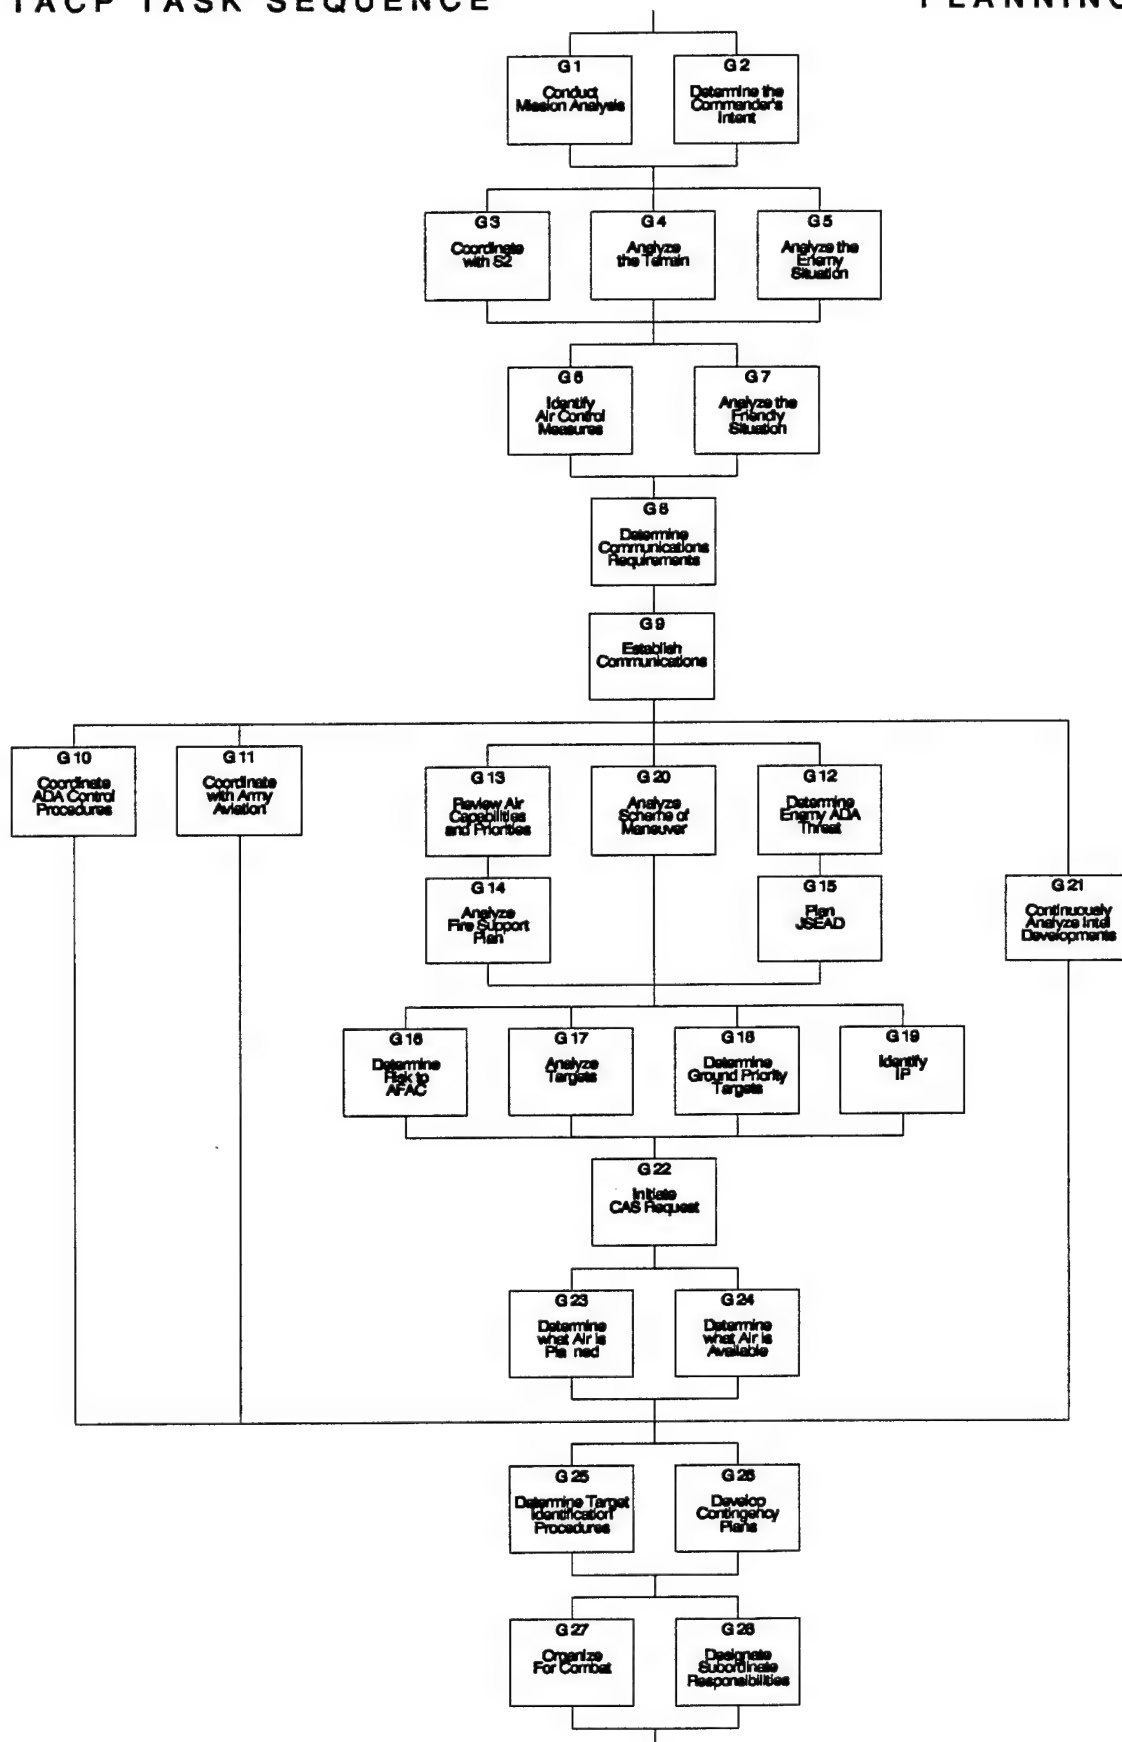 TACP TASK SEQUENCE PLANNING
G1
Conduct
Mission Analysis
G2
Determine the
Commander's
Intent
G3
Coordinate
with S2
G4
Analyze
the Terrain
G5
Analyze the
Enemy
Situation
G6
Identify
Air Control
Measures
G7
Analyze the
Friendly
Situation
G8
Determine
Communications
Requirements
G9
Establish
Communications
G10
Coordinate
ADA Control
Procedures
G11
Coordinate
with Army
Aviation
G13
Review Air
Capabilities
and Priorities
G20
Analyze
Scheme of
Maneuver
G12
Determine
Enemy ADA
Threat
G14
Analyze
Fire Support
Plan
G15
Plan
JSEAD
G21
Continuously
Analyze Intel
Developments
G16
Determine
Risk to
AFAC
G17
Analyze
Targets
G18
Determine
Ground Priority
Targets
G19
Identify
IP
G22
Initiate
CAS Request
G23
Determine
what Air is
Pla ned
G24
Determine
what Air is
Available
G25
Determine Target
Identification
Procedures
G26
Develop
Contingency
Plans
G27
Organize
For Combat
G28
Designate
Subordinate
Responsibilities